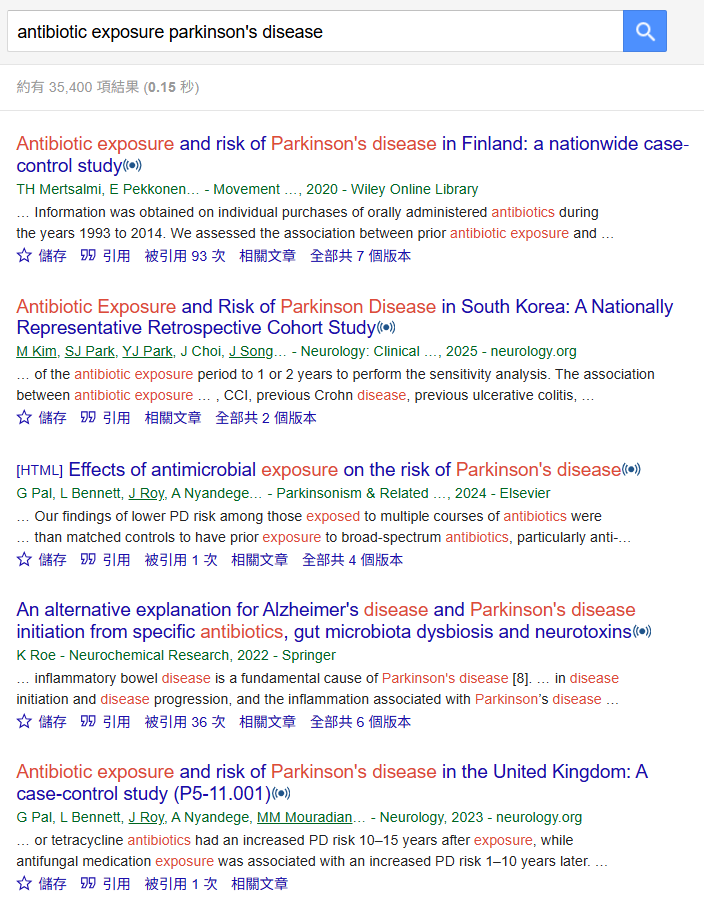 antibiotic exposure parkinson's disease
約有 35,400 項結果 (0.15 秒)
Antibiotic exposure and risk of Parkinson's disease in Finland: a nationwide case-
control study
TH Mertsalmi, E Pekkonen… - Movement …, 2020 - Wiley Online Library
… Information was obtained on individual purchases of orally administered antibiotics during
the years 1993 to 2014. We assessed the association between prior antibiotic exposure and …
儲存 引用 被引用 93 次 相關文章 全部共 7 個版本
Antibiotic Exposure and Risk of Parkinson Disease in South Korea: A Nationally
Representative Retrospective Cohort Study
M Kim, SJ Park, YJ Park, J Choi, J Song… - Neurology: Clinical …, 2025 - neurology.org
… of the antibiotic exposure period to 1 or 2 years to perform the sensitivity analysis. The association
between antibiotic exposure … , CCI, previous Crohn disease, previous ulcerative colitis, …
儲存 引用 相關文章 全部共 2 個版本
[HTML] Effects of antimicrobial exposure on the risk of Parkinson's disease
G Pal, L Bennett, J Roy, A Nyandege… - Parkinsonism & Related …, 2024 - Elsevier
… Our findings of lower PD risk among those exposed to multiple courses of antibiotics were
… than matched controls to have prior exposure to broad-spectrum antibiotics, particularly anti-…
儲存 引用 被引用 1 次 相關文章 全部共 4 個版本
An alternative explanation for Alzheimer's disease and Parkinson's disease
initiation from specific antibiotics, gut microbiota dysbiosis and neurotoxins
K Roe - Neurochemical Research, 2022 - Springer
… inflammatory bowel disease is a fundamental cause of Parkinson's disease [8]. … in disease
initiation and disease progression, and the inflammation associated with Parkinson's disease …
儲存 引用 被引用 36 次 相關文章 全部共 6 個版本
Antibiotic exposure and risk of Parkinson's disease in the United Kingdom: A
case-control study (P5-11.001)
G Pal, L Bennett, J Roy, A Nyandege, MM Mouradian… - Neurology, 2023 - neurology.org
… or tetracycline antibiotics had an increased PD risk 10–15 years after exposure, while
antifungal medication exposure was associated with an increased PD risk 1–10 years later. …
儲存 引用 被引用 1 次 相關文章